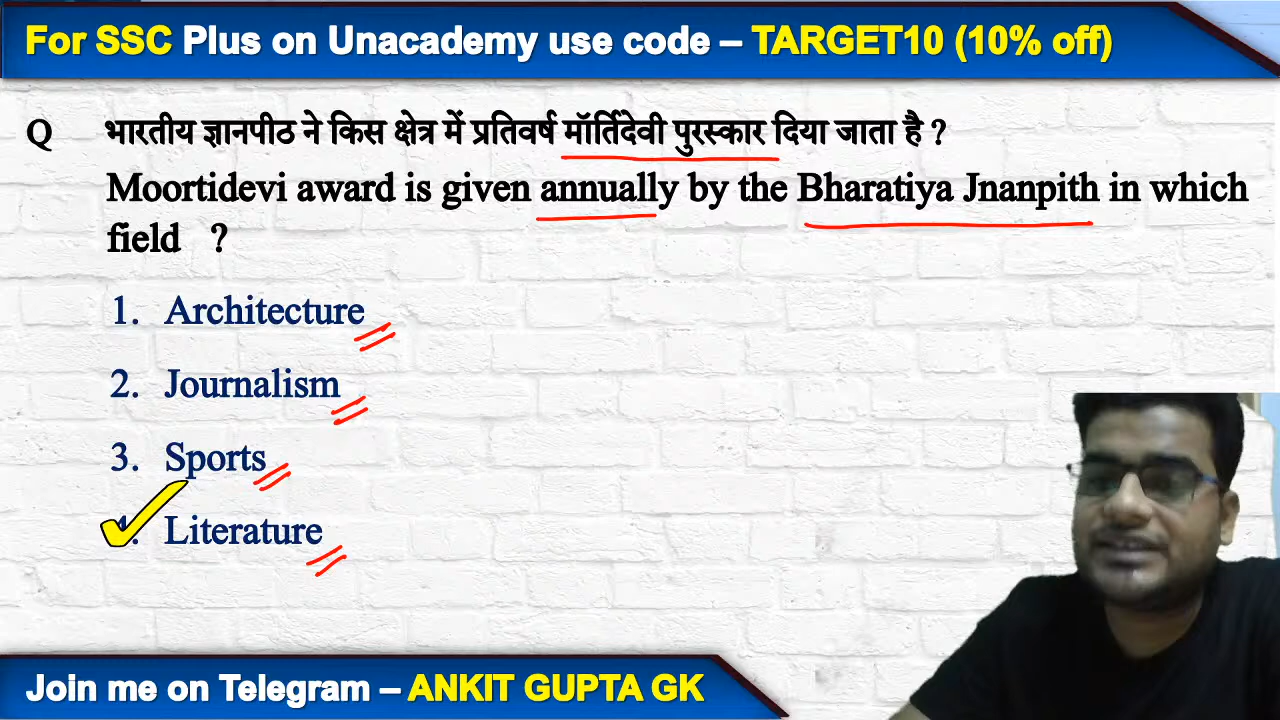 For SSC Plus on Unacademy use code – TARGET10 (10% off)
Q भारतीय ज्ञानपीठ ने किस क्षेत्र में प्रतिवर्ष मॉर्तिदेवी पुरस्कार दिया जाता है ?
Moortidevi award is given annually by the Bharatiya Jnanpith in which
field ?
1. Architecture
2. Journalism
3. Sports
4. Literature
Join me on Telegram – ANKIT GUPTA GK